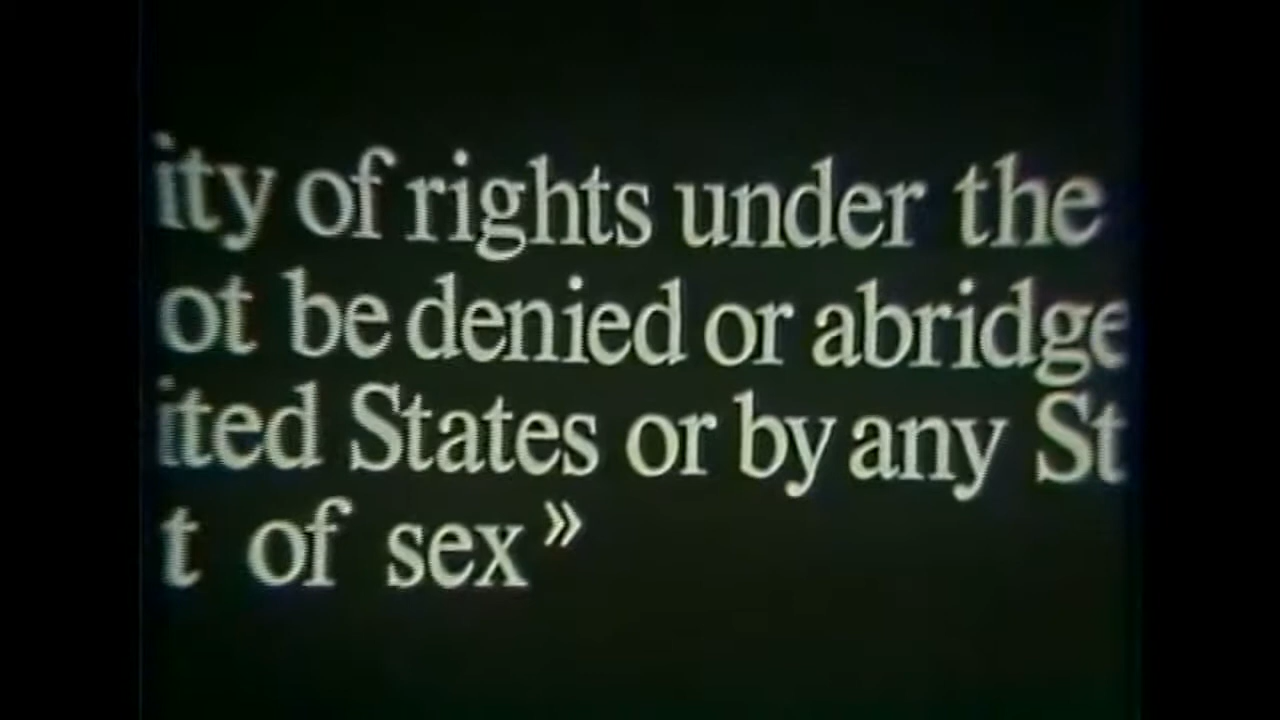 ity of rights under the
ot be denied or abridge
ited States or by any St
t of sex»